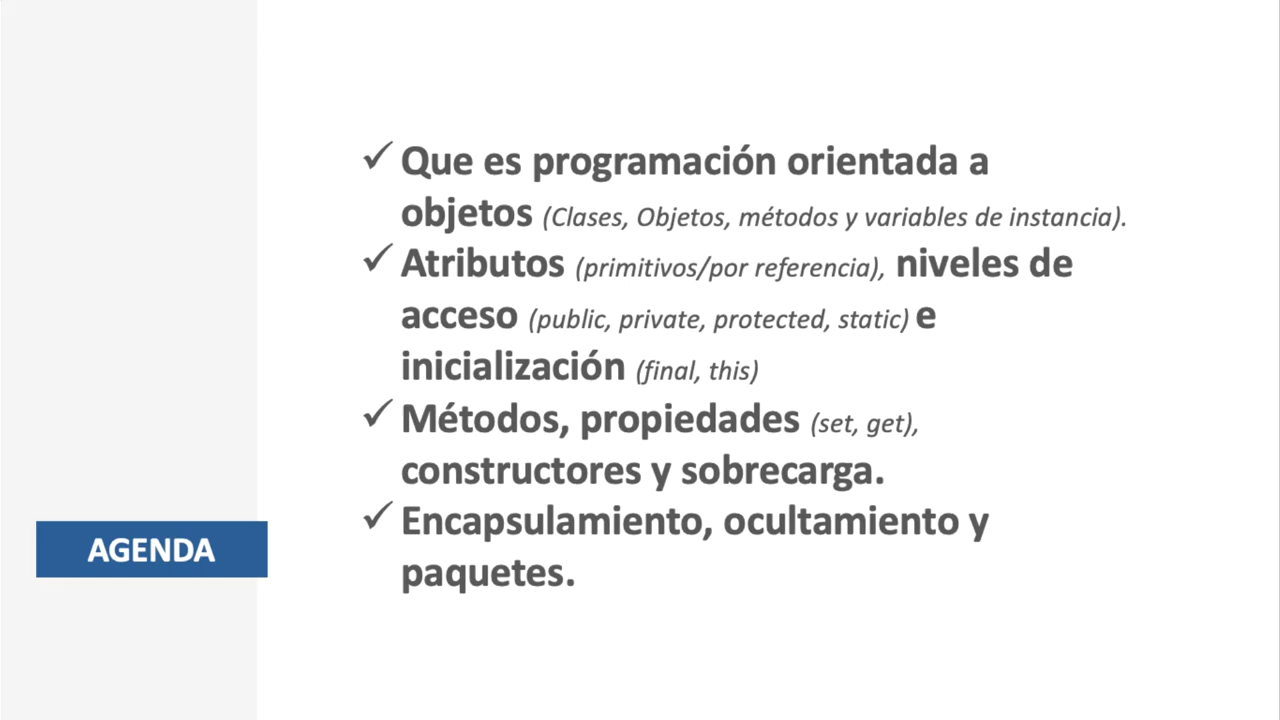 ✓ Que es programación orientada a
objetos (Clases, Objetos, métodos y variables de instancia).
✓ Atributos (primitivos/por referencia), niveles de
acceso (public, private, protected, static) e
inicialización (final, this)
✓ Métodos, propiedades (set, get),
constructores y sobrecarga.
✓ Encapsulamiento, ocultamiento y
paquetes.
AGENDA